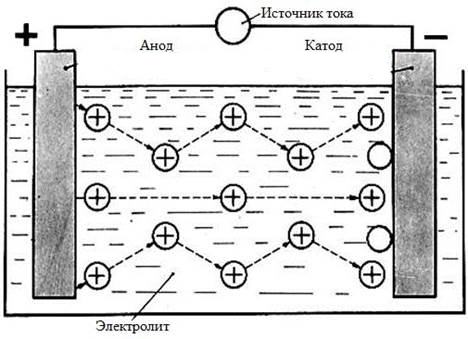 Источник тока
+
Анод
Катод
−
+ + +
+ +
+ + +
+ +
+ + +
Электролит